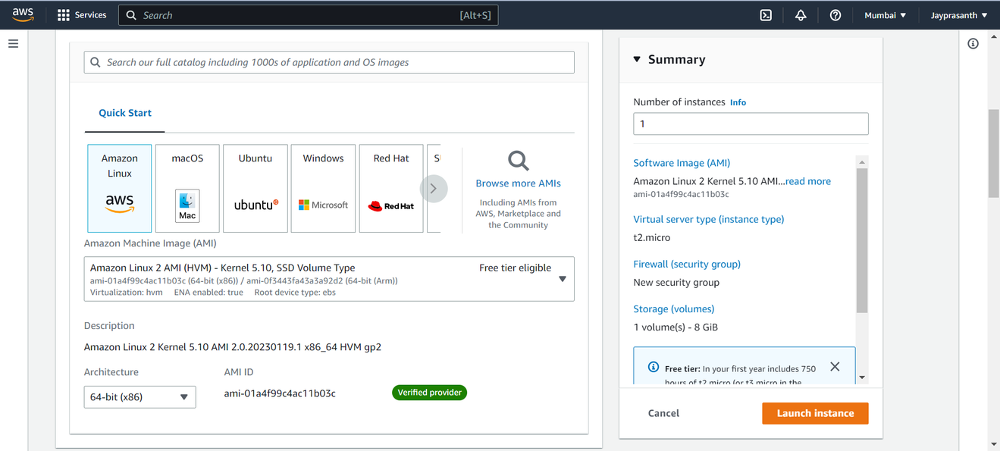 aws
Services
Search
[Alt+S]
Mumbai
Jayprasanth
Search our full catalog including 1000s of application and OS images
Quick Start
Amazon
Linux
aws
macOS
Mac
Ubuntu
ubuntu
Windows
Microsoft
Red Hat
Red Hat
Browse more AMIs
Including AMIs from
AWS, Marketplace and
the Community
Amazon Machine Image (AMI)
Amazon Linux 2 AMI (HVM) - Kernel 5.10, SSD Volume Type
Free tier eligible
ami-01a4f99c4ac11b03c (64-bit (x86)) / ami-0f3443fa43a3a92d2 (64-bit (Arm))
Virtualization: hvm    ENA enabled: true    Root device type: ebs
Description
Amazon Linux 2 Kernel 5.10 AMI 2.0.20230119.1 x86_64 HVM gp2
Architecture
AMI ID
64-bit (x86)
ami-01a4f99c4ac11b03c
Verified provider
Summary
Number of instances Info
1
Software Image (AMI)
Amazon Linux 2 Kernel 5.10 AMI...read more
ami-01a4f99c4ac11b03c
Virtual server type (instance type)
t2.micro
Firewall (security group)
New security group
Storage (volumes)
1 volume(s) - 8 GiB
Free tier: In your first year includes 750
hours of t2.micro (or t3.micro in the
Cancel
Launch instance